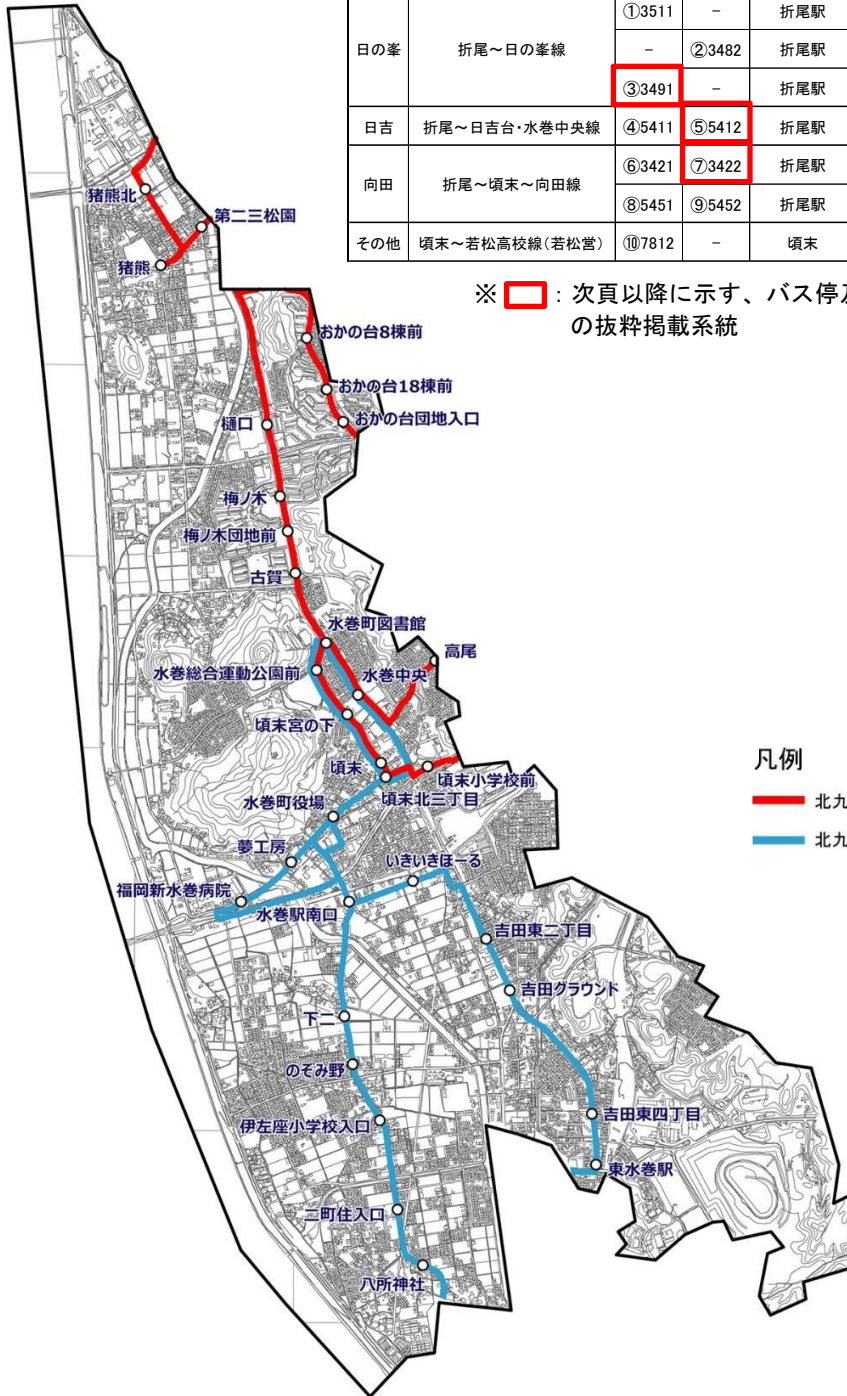 ①3511 － 折尾駅
日の峯 折尾～日の峯線 － ②3482 折尾駅
③3491 － 折尾駅
日吉 折尾～日吉台・水巻中央線 ④5411 ⑤5412 折尾駅
向田 折尾～頃末～向田線 ⑥3421 ⑦3422 折尾駅
⑧5451 ⑨5452 折尾駅
その他 頃末～若松高校線(若松営) ⑩7812 － 頃末
※ ：次頁以降に示す、バス停
の抜粋掲載系統
猪熊北
第二三松園
猪熊
おかの台8棟前
おかの台18棟前
おかの台団地入口
樋口
梅ノ木
梅ノ木団地前
古賀
水巻町図書館
高尾
水巻総合運動公園前
水巻中央
頃末宮の下
頃末
頃末小学校前
頃末北三丁目
水巻町役場
夢工房
いきいきほーる
福岡新水巻病院
水巻駅南口
吉田東二丁目
吉田グラウンド
下二
のぞみ野
伊左座小学校入口
吉田東四丁目
東水巻駅
二町住入口
八所神社
凡例
北九
北九